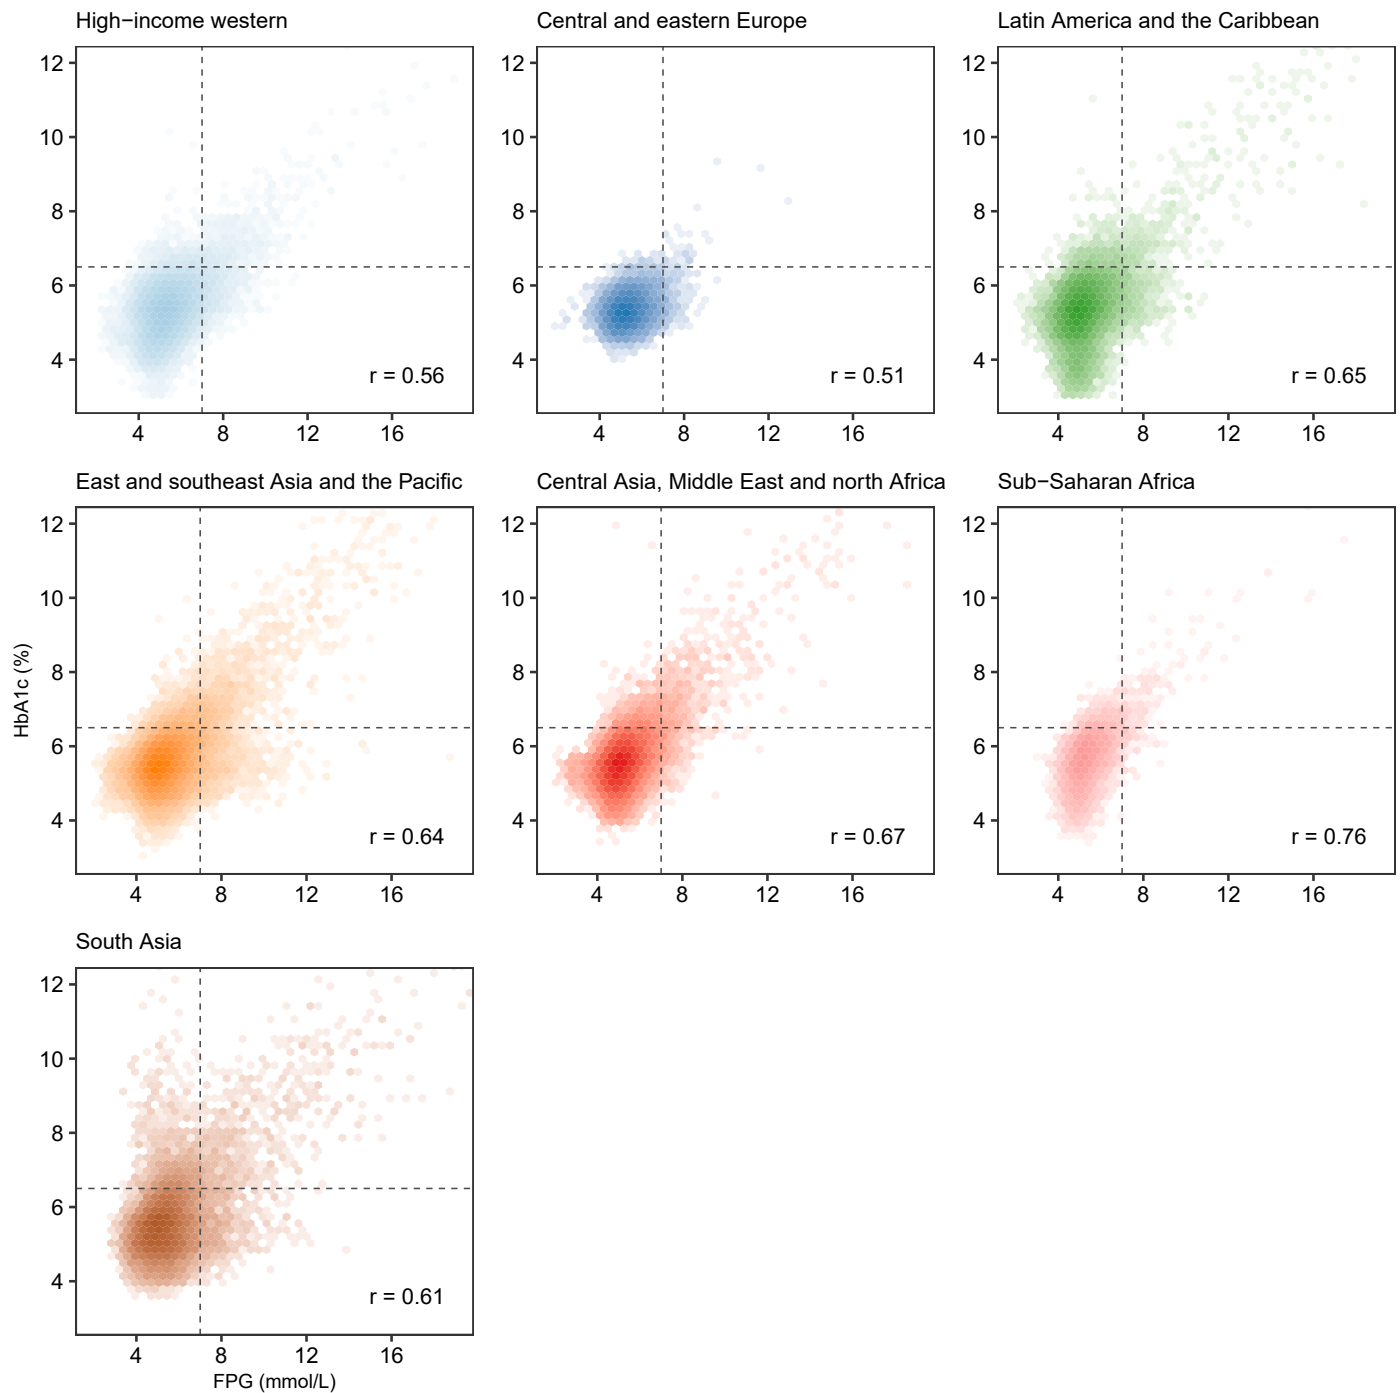 High−income western
Central and eastern Europe
Latin America and the Caribbean
12
10
8
6
4
r = 0.56
4 8 12 16
12
10
8
6
4
r = 0.51
4 8 12 16
12
10
8
6
4
r = 0.65
4 8 12 16
East and southeast Asia and the Pacific
Central Asia, Middle East and north Africa
Sub−Saharan Africa
HbA1c (%)
12
10
8
6
4
r = 0.64
4 8 12 16
12
10
8
6
4
r = 0.67
4 8 12 16
12
10
8
6
4
r = 0.76
4 8 12 16
South Asia
12
10
8
6
4
r = 0.61
4 8 12 16
FPG (mmol/L)